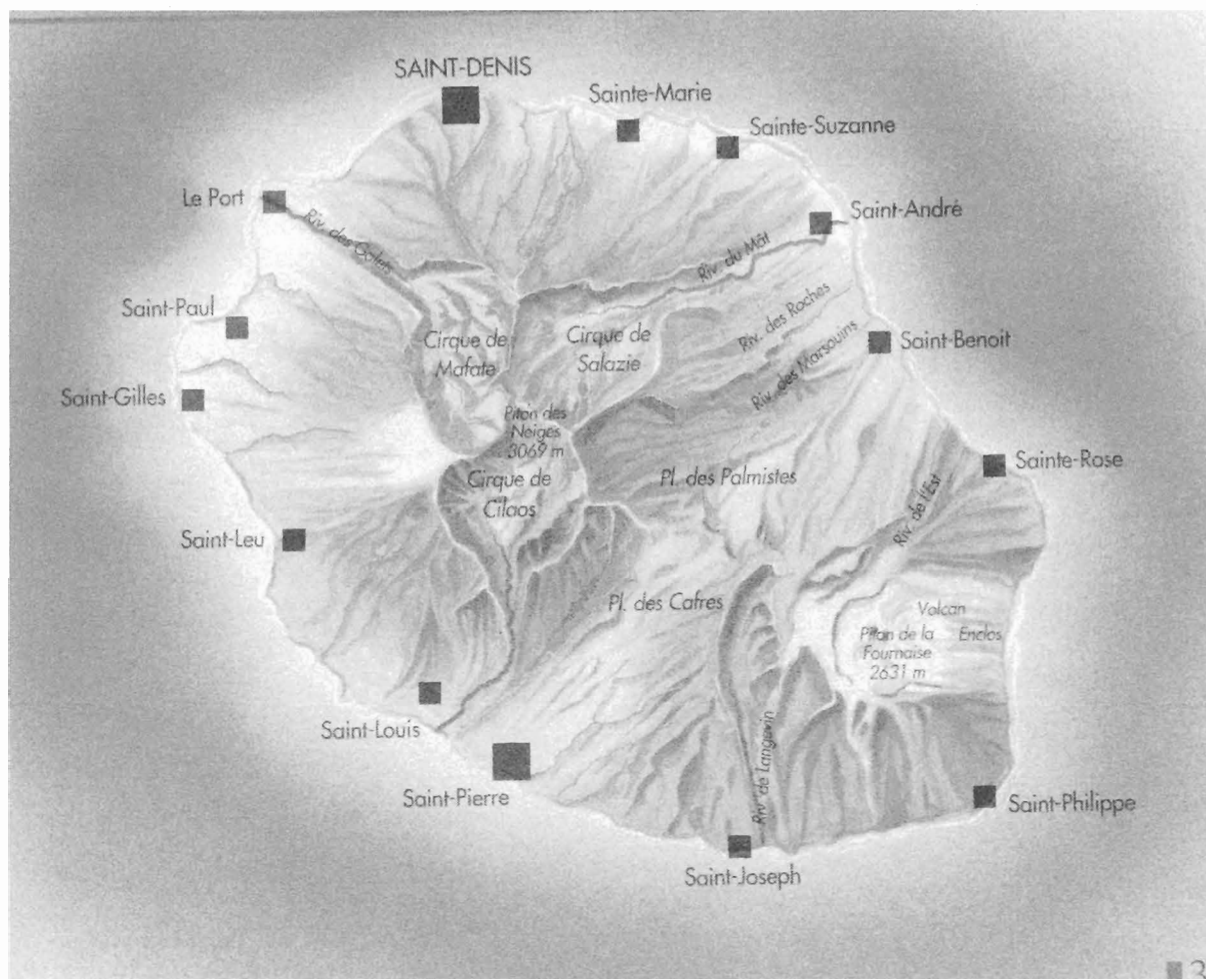 SAINT-DENIS
Sainte-Marie
Sainte-Suzanne
Le Port
Riv. des Galets
Saint-André
Riv. du Mât
Saint-Paul
Cirque de
Mafate
Cirque de
Salazie
Riv. des Roches
Riv. des Marsouins
Saint-Benoit
Saint-Gilles
Piton des
Neiges
3069 m
Cirque de
Cilaos
Pl. des Palmistes
Sainte-Rose
Riv. de l'Est
Saint-Leu
Pl. des Cafres
Volcan
Piton de la
Fournaise
2631 m
Enclos
Saint-Louis
Saint-Pierre
Riv. de Langevin
Saint-Philippe
Saint-Joseph
3